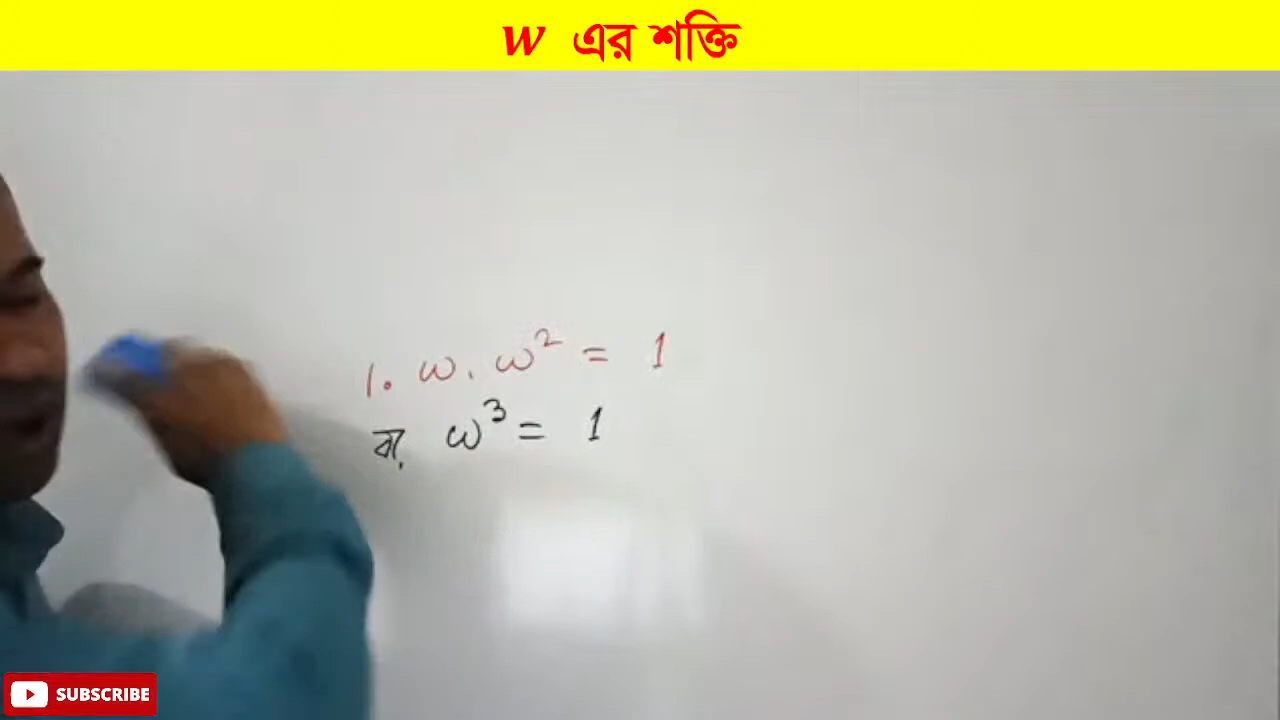 w এর শক্তি
1. ω. ω² = 1
বা, ω³ = 1
SUBSCRIBE